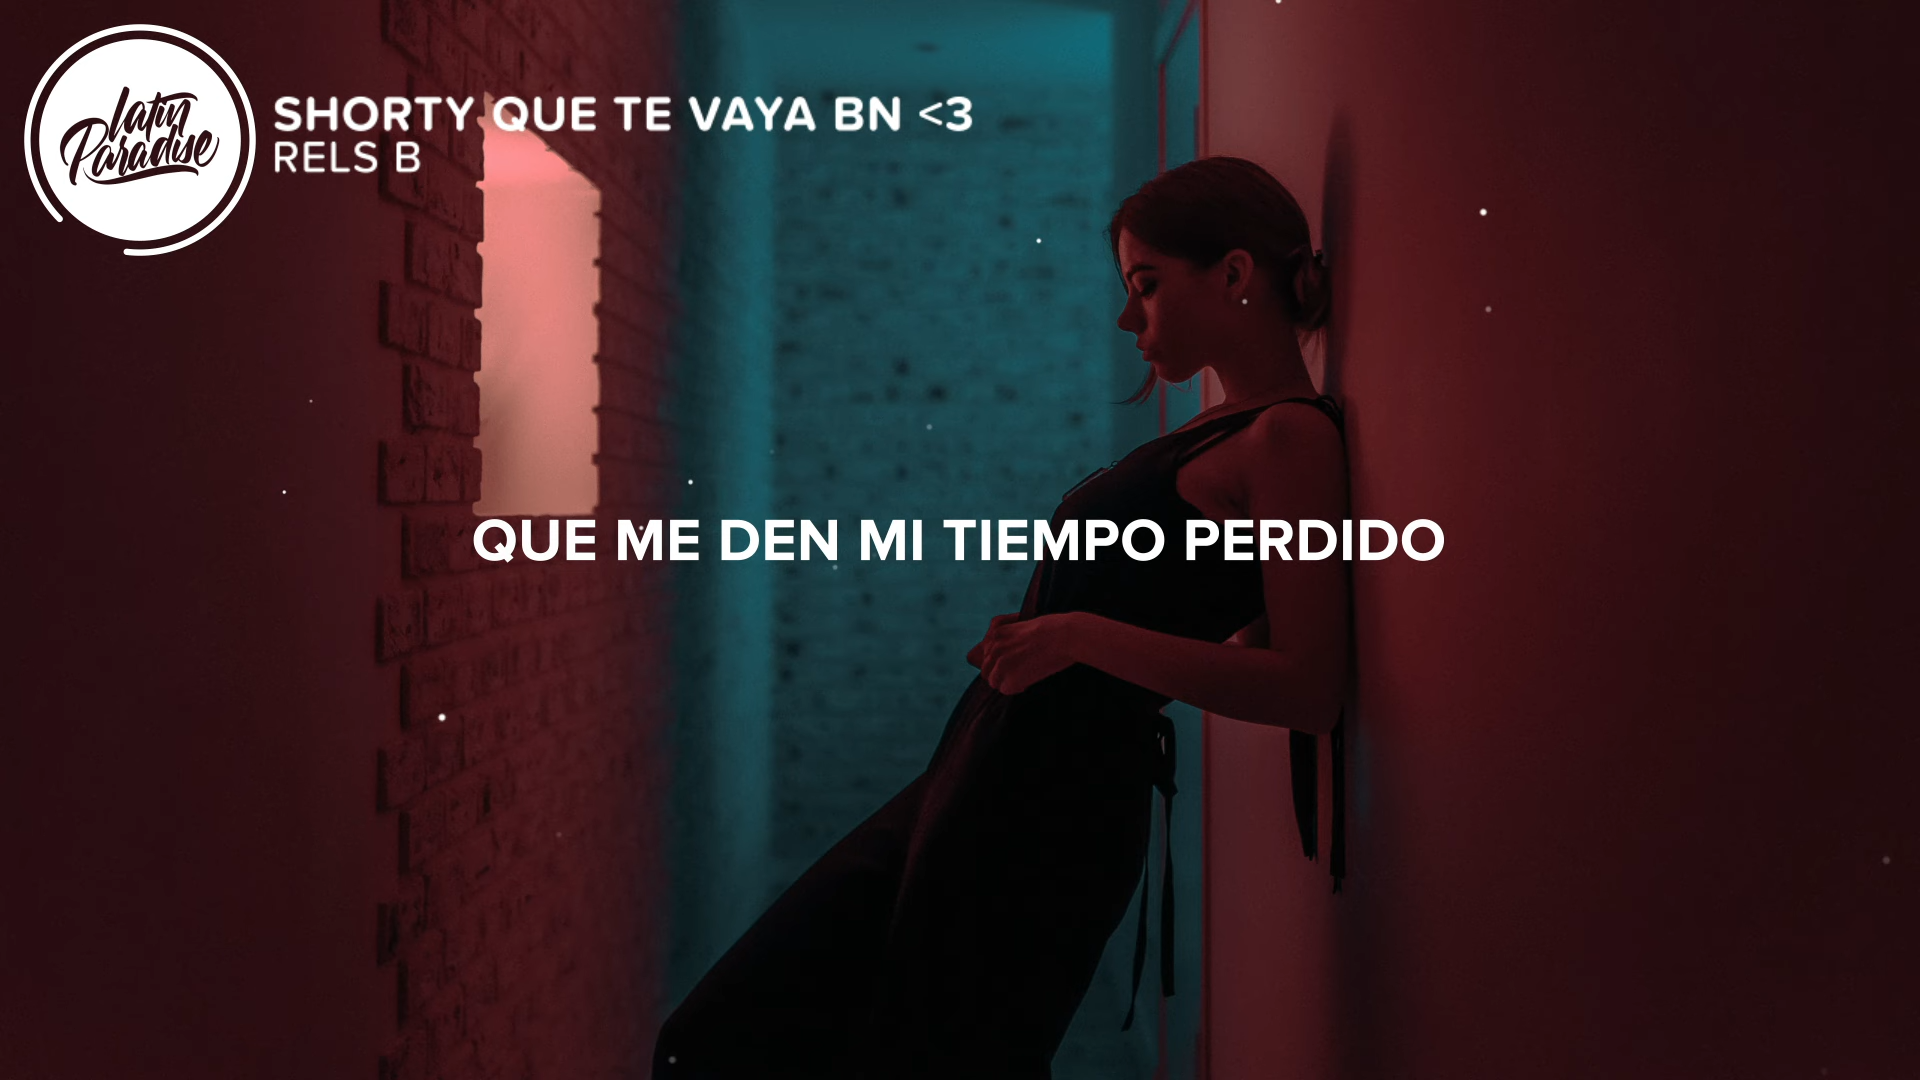 latin
Paradise
SHORTY QUE TE VAYA BN <3
RELS B
QUE ME DEN MI TIEMPO PERDIDO